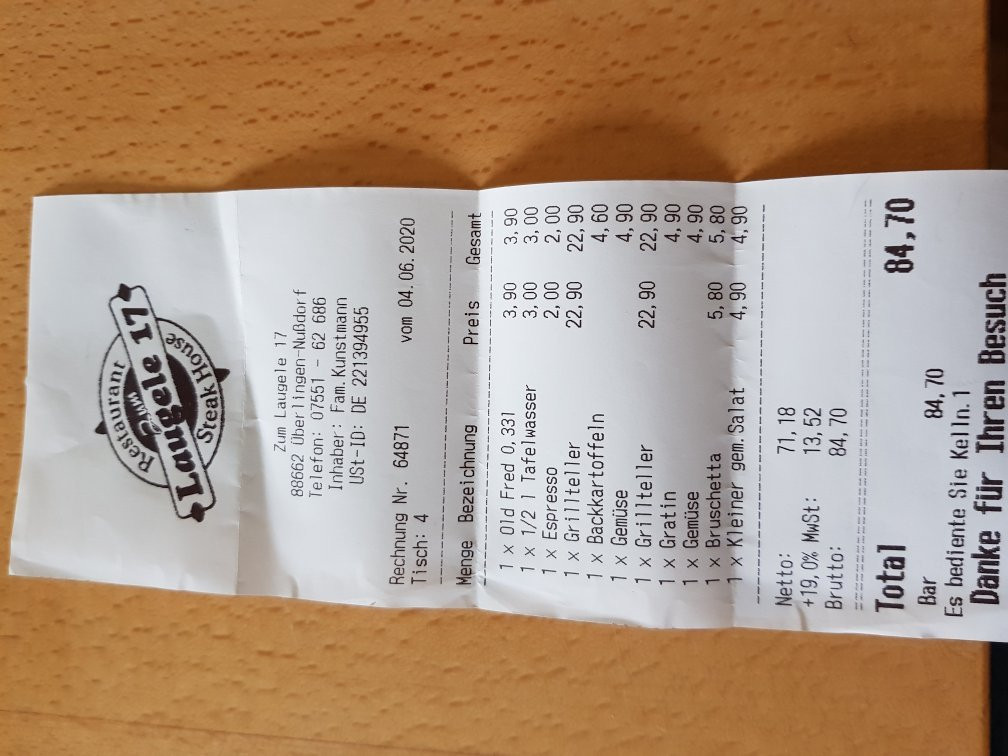 Restaurant
zum
Laugele 17
Steak House
Zum Laugele 17
88662 Überlingen-Nußdorf
Telefon: 07551 - 62 686
Inhaber: Fam.Kunstmann
USt-ID: DE 221394955
Rechnung Nr. 64871 vom 04.06.2020
Tisch: 4
Menge Bezeichnung Preis Gesamt
1 x Old Fred 0,33l 3,90 3,90
1 x 1/2 l Tafelwasser 3,00 3,00
1 x Espresso 2,00 2,00
1 x Grillteller 22,90 22,90
1 x Backkartoffeln 4,60
1 x Gemüse 4,90
1 x Grillteller 22,90 22,90
1 x Gratin 4,90
1 x Gemüse 4,90
1 x Bruschetta 5,80 5,80
1 x Kleiner gem.Salat 4,90 4,90
Netto: 71,18
+19,0% MwSt: 13,52
Brutto: 84,70
Total 84,70
Bar 84,70
Es bediente Sie Kelln.1
Danke für Ihren Besuch